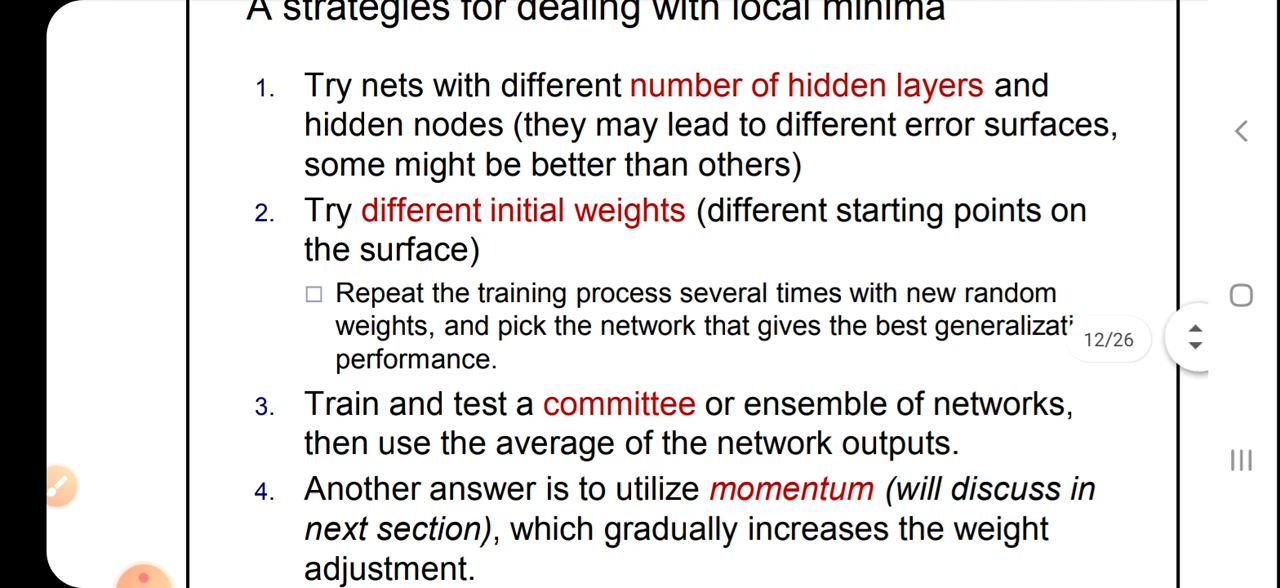 A strategies for dealing with local minima
1. Try nets with different number of hidden layers and
hidden nodes (they may lead to different error surfaces,
some might be better than others)
2. Try different initial weights (different starting points on
the surface)
Repeat the training process several times with new random
weights, and pick the network that gives the best generalizati
performance.
12/26
3. Train and test a committee or ensemble of networks,
then use the average of the network outputs.
4. Another answer is to utilize momentum (will discuss in
next section), which gradually increases the weight
adjustment.